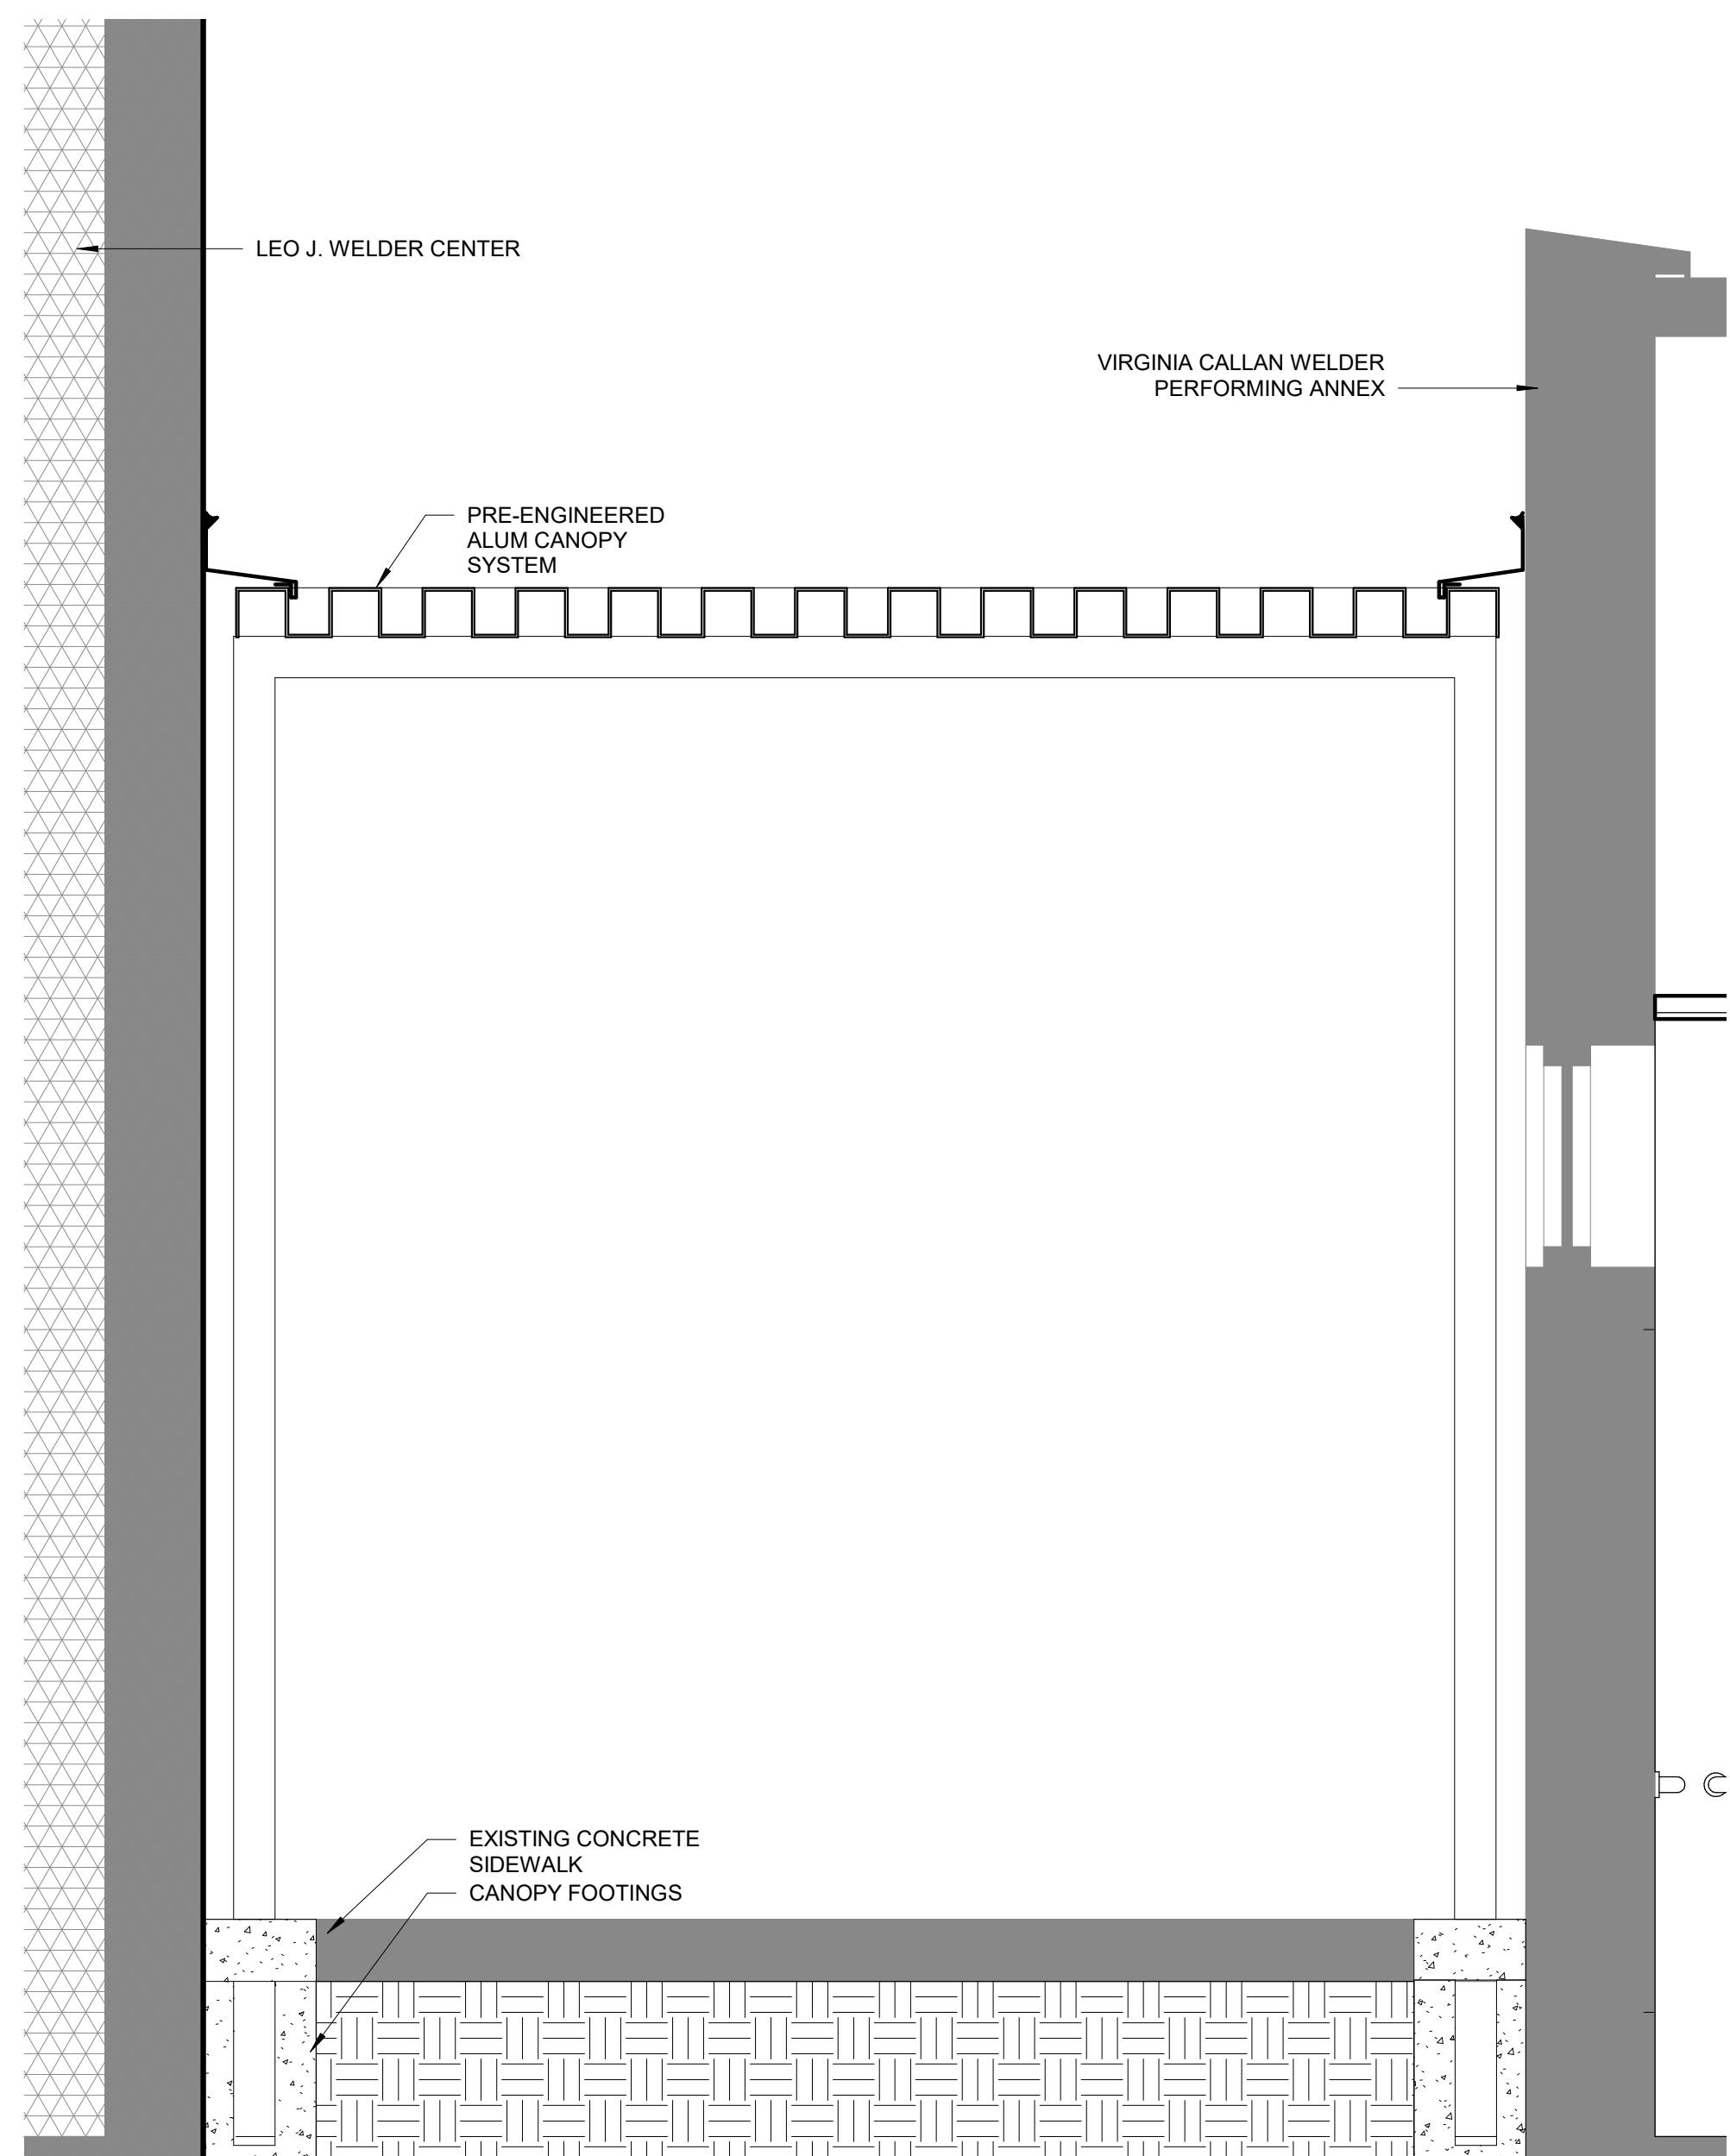 LEO J. WELDER CENTER
VIRGINIA CALLAN WELDER
PERFORMING ANNEX
PRE-ENGINEERED
ALUM CANOPY
SYSTEM
EXISTING CONCRETE
SIDEWALK
CANOPY FOOTINGS